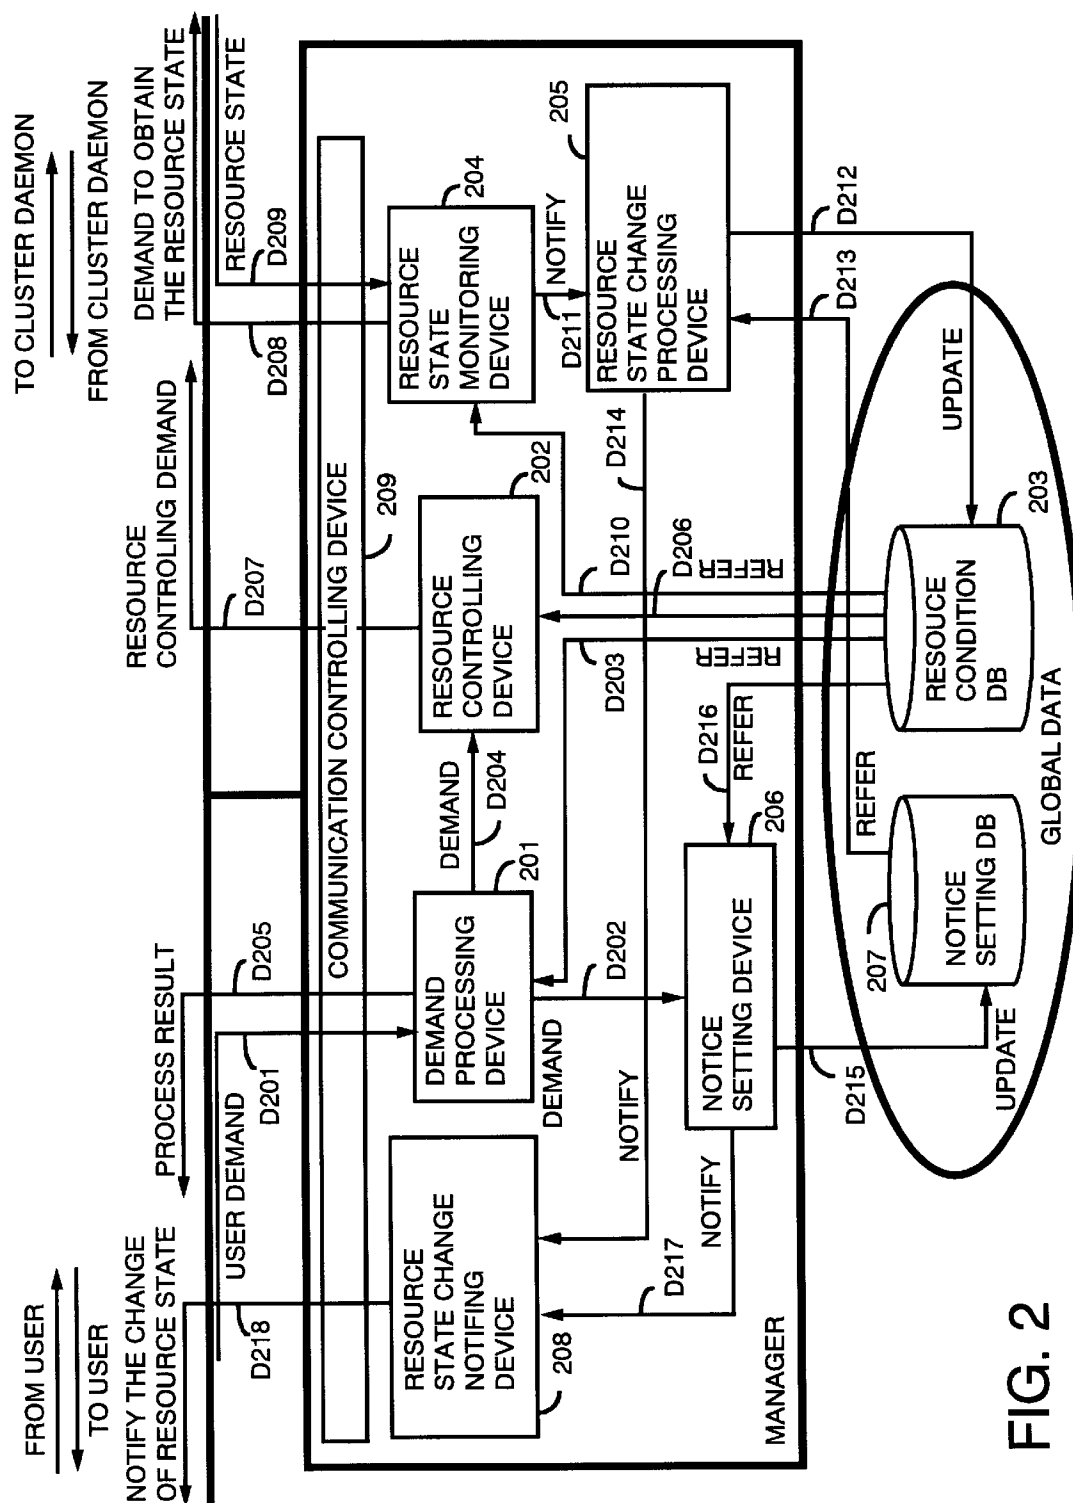 FROM USER
TO USER
TO CLUSTER DAEMON
FROM CLUSTER DAEMON
NOTIFY THE CHANGE
OF RESOURCE STATE
PROCESS RESULT
RESOURCE
CONTROLING DEMAND
DEMAND TO OBTAIN
THE RESOURCE STATE
D218
USER DEMAND
D201
D205
D207
D208
D209
RESOURCE STATE
COMMUNICATION CONTROLLING DEVICE
209
RESOURCE
STATE CHANGE
NOTIFING
DEVICE
208
DEMAND
PROCESSING
DEVICE
201
DEMAND
D204
RESOURCE
CONTROLLING
DEVICE
202
RESOURCE
STATE
MONITORING
DEVICE
204
NOTIFY
D211
RESOURCE
STATE CHANGE
PROCESSING
DEVICE
205
DEMAND
D202
D203
D210
D214
D206
REFER
REFER
NOTIFY
D217
NOTIFY
NOTICE
SETTING DEVICE
206
D216
REFER
MANAGER
D215
UPDATE
D213
D212
REFER
UPDATE
207
NOTICE
SETTING DB
RESOUCE
CONDITION
DB
203
GLOBAL DATA
FIG. 2